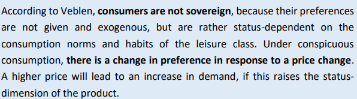 According to Veblen, consumers are not sovereign, because their preferences
are not given and exogenous, but are rather status-dependent on the
consumption norms and habits of the leisure class. Under conspicuous
consumption, there is a change in preference in response to a price change.
A higher price will lead to an increase in demand, if this raises the status-
dimension of the product.